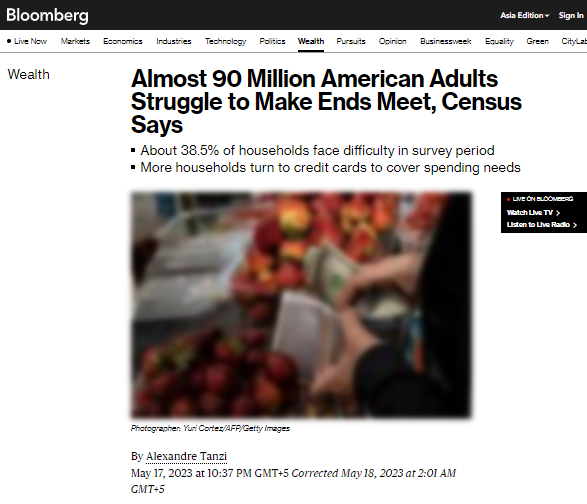 Bloomberg
Asia Edition
Sign In
Live Now Markets Economics Industries Technology Politics Wealth Pursuits Opinion Businessweek Equality Green CityLab
Wealth
Almost 90 Million American Adults
Struggle to Make Ends Meet, Census
Says
About 38.5% of households face difficulty in survey period
More households turn to credit cards to cover spending needs
LIVE ON BLOOMBERG
Watch Live TV >
Listen to Live Radio >
Photographer: Yuri Cortez/AFP/Getty Images
By Alexandre Tanzi
May 17, 2023 at 10:37 PM GMT+5 Corrected May 18, 2023 at 2:01 AM
GMT+5